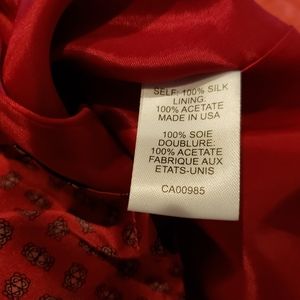 SELF: 100% SILK
LINING:
100% ACETATE
MADE IN USA
100% SOIE
DOUBLURE:
100% ACETATE
FABRIQUE AUX
ETATS-UNIS
CA00985